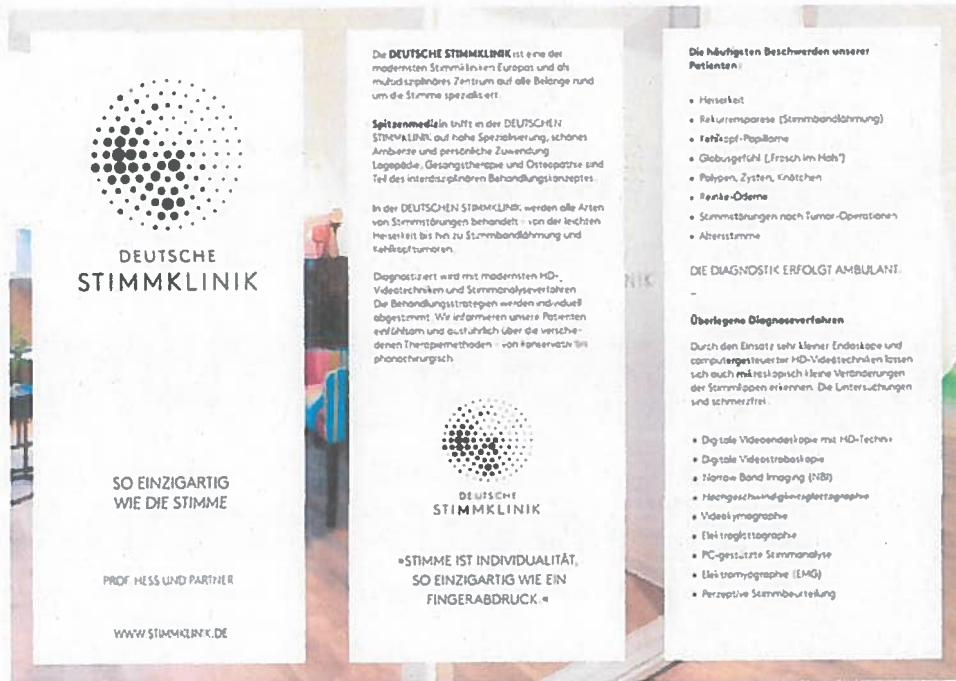 DEUTSCHE
STIMMKLINIK
SO EINZIGARTIG
WIE DIE STIMME
PROF. HESS UND PARTNER
WWW.STIMMKLINIK.DE
Die DEUTSCHE STIMMKLINIK ist eine der
modernsten Stimmkliniken Europas und als
multidisziplinäres Zentrum auf alle Belange rund
um die Stimme spezialisiert.
Spitzenmedizin trifft in der DEUTSCHEN
STIMMKLINIK auf hohe Spezialisierung, schönes
Ambiente und persönliche Zuwendung.
Logopädie, Gesangstherapie und Osteopathie sind
Teil des interdisziplinären Behandlungskonzeptes.
In der DEUTSCHEN STIMMKLINIK werden alle Arten
von Stimmstörungen behandelt – von der leichten
Heiserkeit bis hin zu Stimmbandlähmung und
Kehlkopftumoren.
Diagnostiziert wird mit modernsten HD-
Videotechniken und Stimmanalyseverfahren.
Die Behandlungsstrategien werden individuell
abgestimmt. Wir informieren unsere Patienten
einfühlsam und ausführlich über die verschie-
denen Therapiemethoden – von konservativ bis
phonochirurgisch.
DEUTSCHE
STIMMKLINIK
»STIMME IST INDIVIDUALITÄT,
SO EINZIGARTIG WIE EIN
FINGERABDRUCK.«
NIK
Die häufigsten Beschwerden unserer
Patienten:
• Heiserkeit
• Rekurrensparese (Stimmbandlähmung)
• Kehlkopf-Papillome
• Globusgefühl („Frosch im Hals“)
• Polypen, Zysten, Knötchen
• Reinke-Ödeme
• Stimmstörungen nach Tumor-Operationen
• Altersstimme
DIE DIAGNOSTIK ERFOLGT AMBULANT.
–
Überlegene Diagnoseverfahren
Durch den Einsatz sehr kleiner Endoskope und
computergesteuerter HD-Videotechniken lassen
sich auch mikroskopisch kleine Veränderungen
der Stimmlippen erkennen. Die Untersuchungen
sind schmerzfrei.
• Digitale Videoendoskopie mit HD-Technik
• Digitale Videostroboskopie
• Narrow Band Imaging (NBI)
• Hochgeschwindigkeitsglottographie
• Videokymographie
• Elektroglottographie
• PC-gestützte Stimmanalyse
• Elektromyographie (EMG)
• Perzeptive Stimmbeurteilung